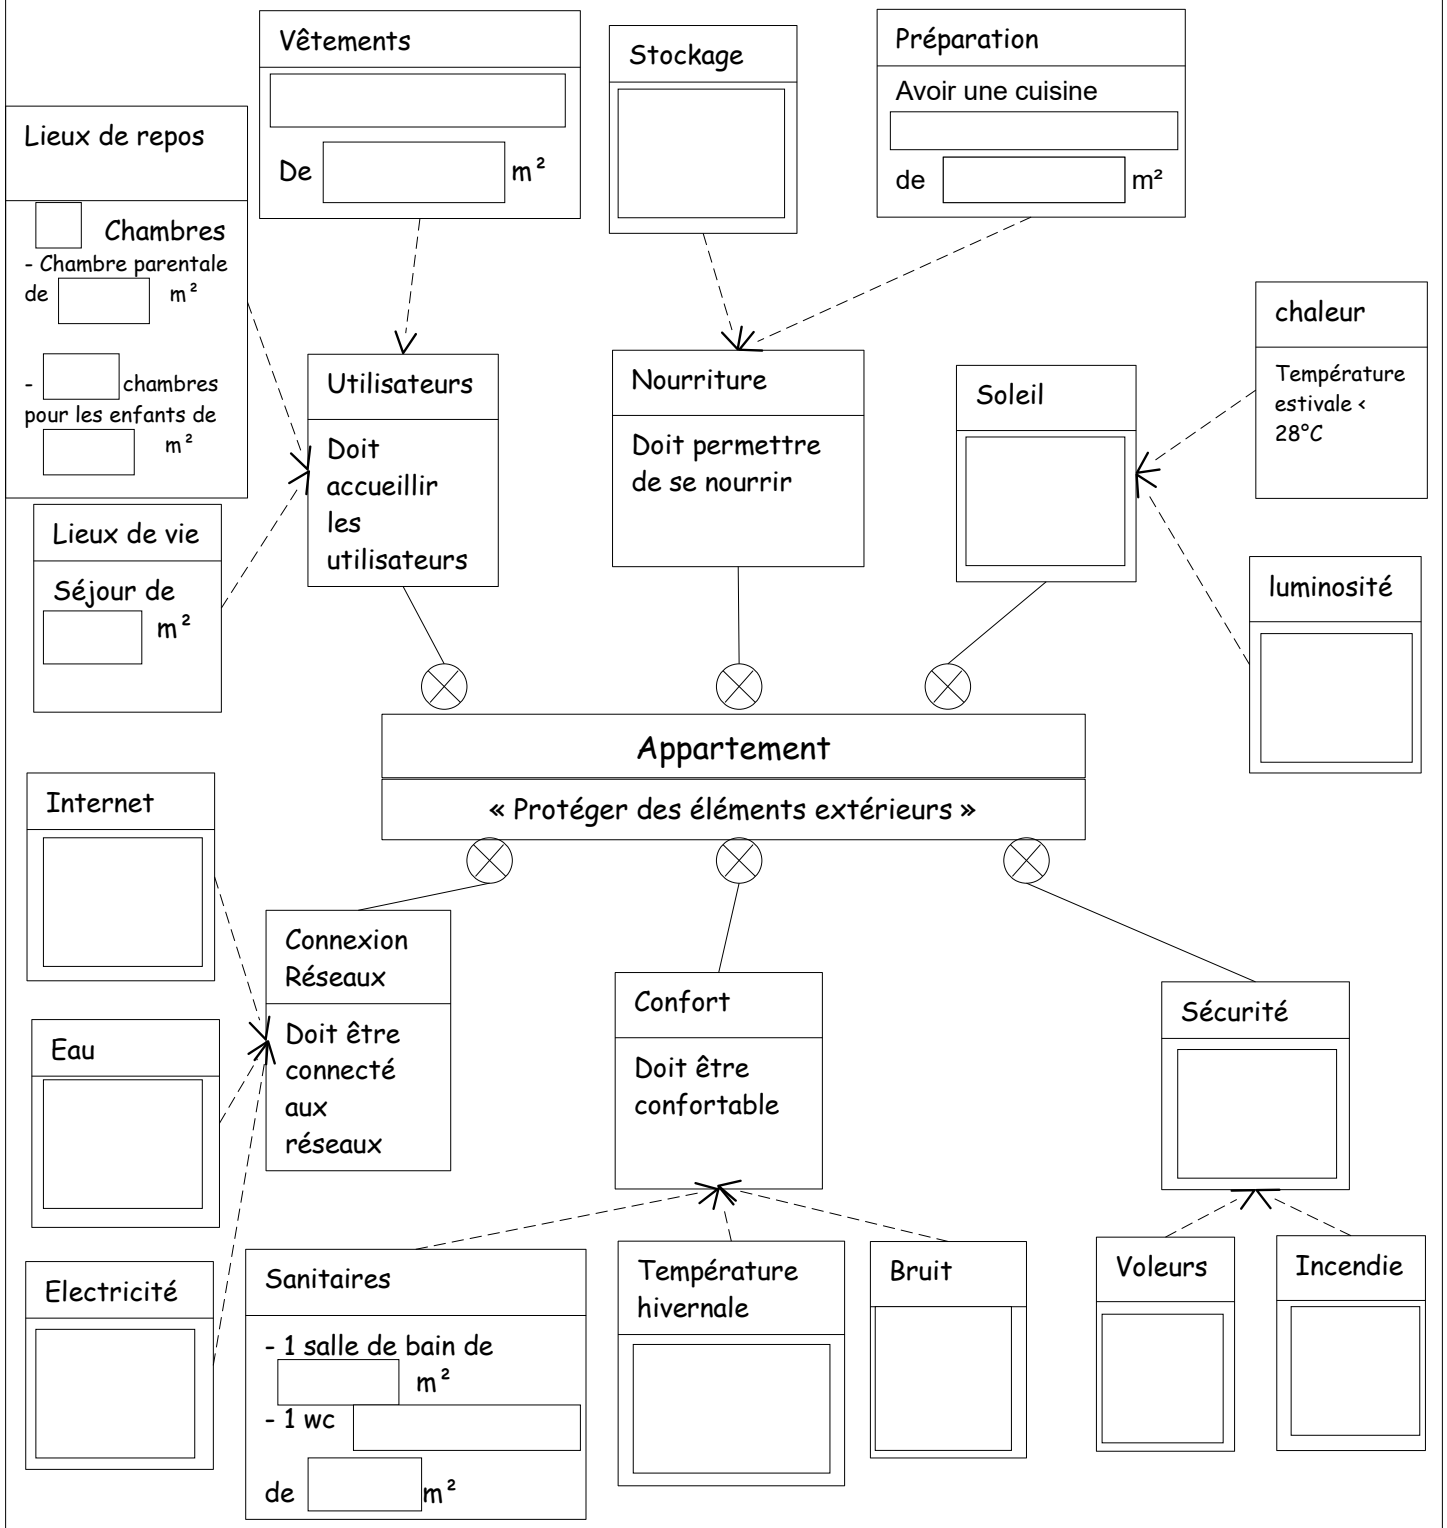 Vêtements
De m²
Stockage
Préparation
Avoir une cuisine
de m²
Lieux de repos
Chambres
- Chambre parentale
de m²
- chambres
pour les enfants de
m²
Lieux de vie
Séjour de
m²
Utilisateurs
Doit
accueillir
les
utilisateurs
Nourriture
Doit permettre
de se nourrir
Soleil
chaleur
Température
estivale <
28°C
luminosité
Appartement
« Protéger des éléments extérieurs »
Internet
Eau
Electricité
Connexion
Réseaux
Doit être
connecté
aux
réseaux
Confort
Doit être
confortable
Sécurité
Sanitaires
- 1 salle de bain de
m²
- 1 wc
de m²
Température
hivernale
Bruit
Voleurs
Incendie